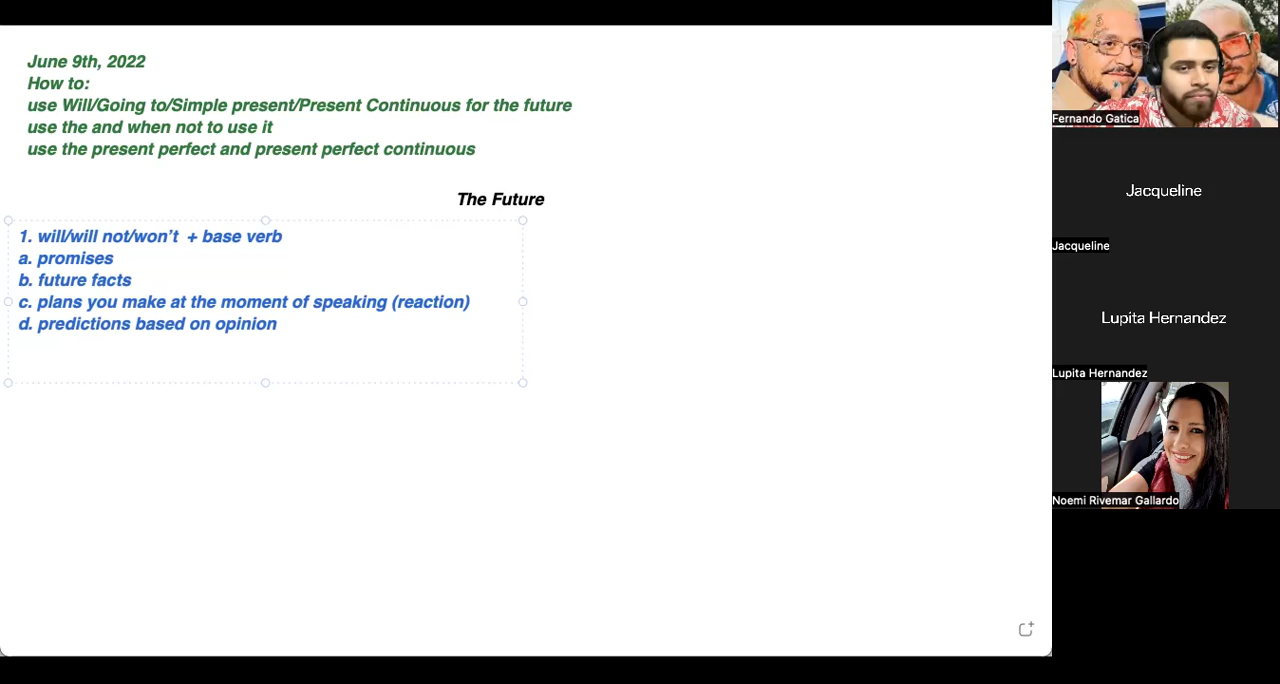 June 9th, 2022
How to:
use Will/Going to/Simple present/Present Continuous for the future
use the and when not to use it
use the present perfect and present perfect continuous
The Future
1. will/will not/won’t + base verb
a. promises
b. future facts
c. plans you make at the moment of speaking (reaction)
d. predictions based on opinion
Fernando Gatica
Jacqueline
Jacqueline
Lupita Hernandez
Lupita Hernandez
Noemi Rivemar Gallardo